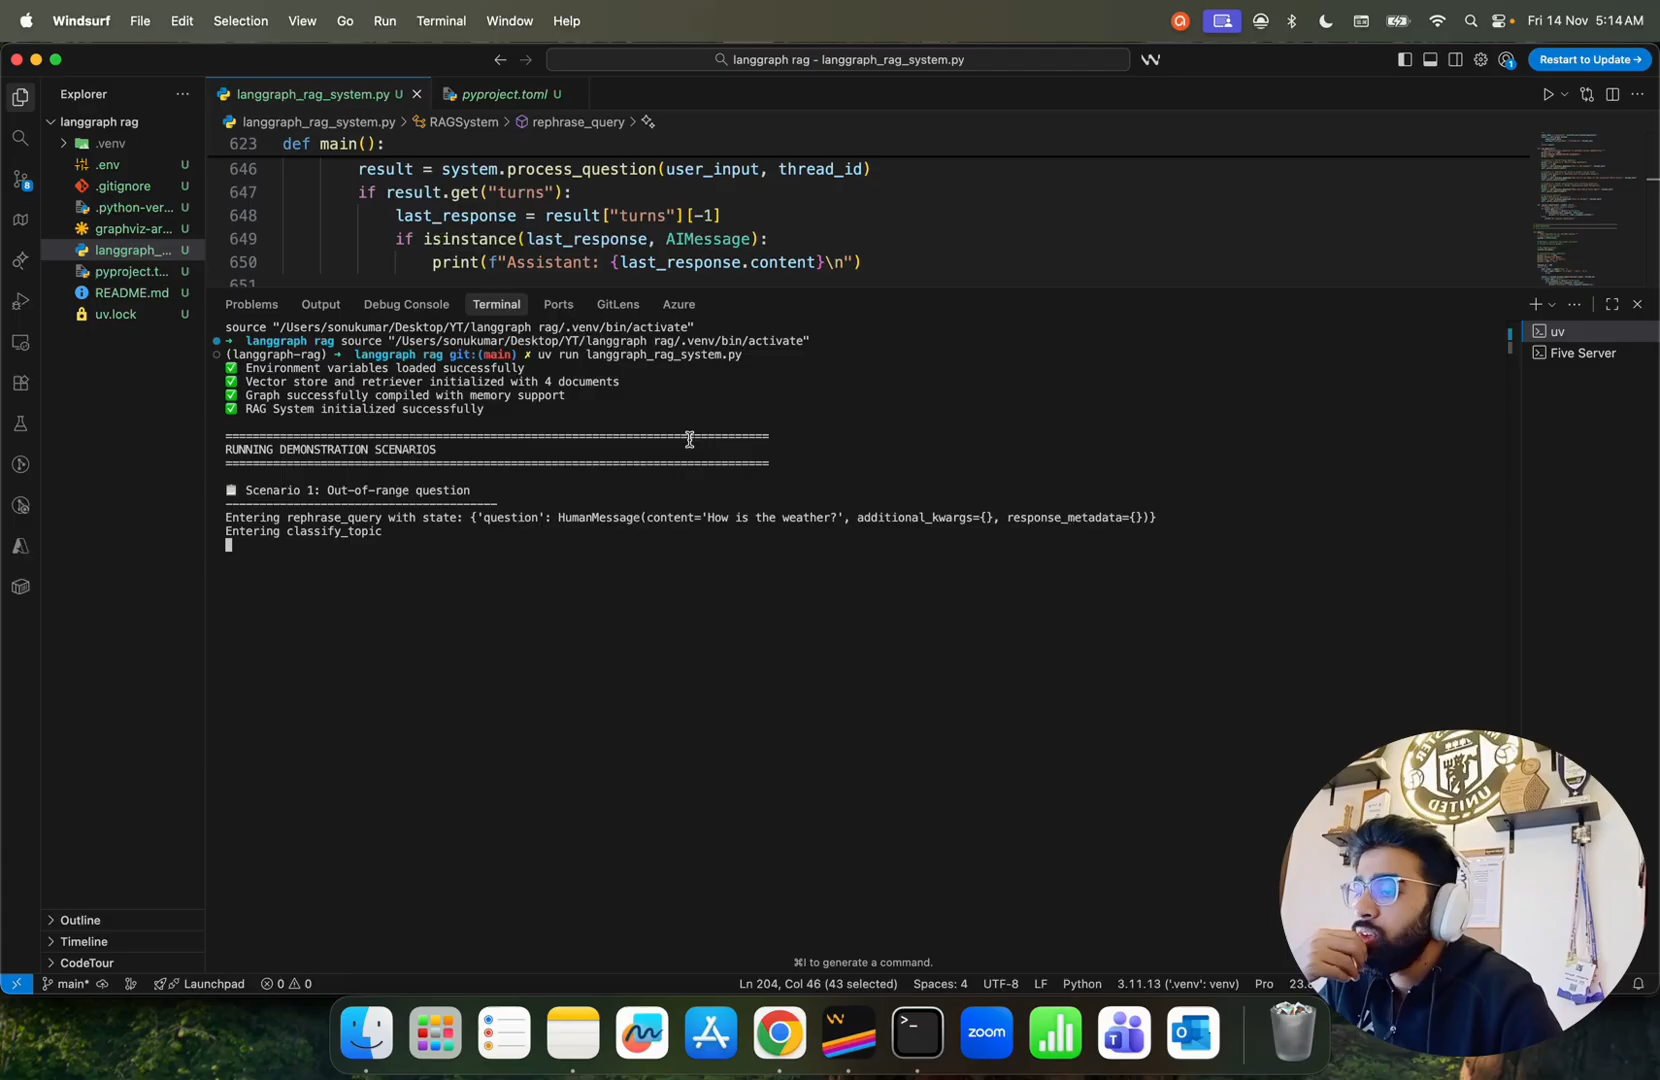 Windsurf File Edit Selection View Go Run Terminal Window Help Fri 14 Nov 5:14 AM
langgraph rag - langgraph_rag_system.py Restart to Update →
Explorer
langgraph rag
.venv
.env U
.gitignore U
.python-ver... U
graphviz-ar... U
langgraph_... U
pyproject.t... U
README.md U
uv.lock U
8
Outline
Timeline
CodeTour
langgraph_rag_system.py U pyproject.toml U
langgraph_rag_system.py > RAGSystem > rephrase_query >
623 def main():
646 result = system.process_question(user_input, thread_id)
647 if result.get("turns"):
648 last_response = result["turns"][-1]
649 if isinstance(last_response, AIMessage):
650 print(f"Assistant: {last_response.content}\n")
651
Problems Output Debug Console Terminal Ports GitLens Azure
source "/Users/sonukumar/Desktop/YT/langgraph rag/.venv/bin/activate"
→ langgraph rag source "/Users/sonukumar/Desktop/YT/langgraph rag/.venv/bin/activate"
(langgraph-rag) → langgraph rag git:(main) ✗ uv run langgraph_rag_system.py
✅ Environment variables loaded successfully
✅ Vector store and retriever initialized with 4 documents
✅ Graph successfully compiled with memory support
✅ RAG System initialized successfully
================================================================================
RUNNING DEMONSTRATION SCENARIOS
================================================================================
📋 Scenario 1: Out-of-range question
----------------------------------------
Entering rephrase_query with state: {'question': HumanMessage(content='How is the weather?', additional_kwargs={}, response_metadata={})}
Entering classify_topic
uv
Five Server
⌘I to generate a command.
main* Launchpad 0 0 Ln 204, Col 46 (43 selected) Spaces: 4 UTF-8 LF Python 3.11.13 ('.venv': venv) Pro
UNITED
zoom